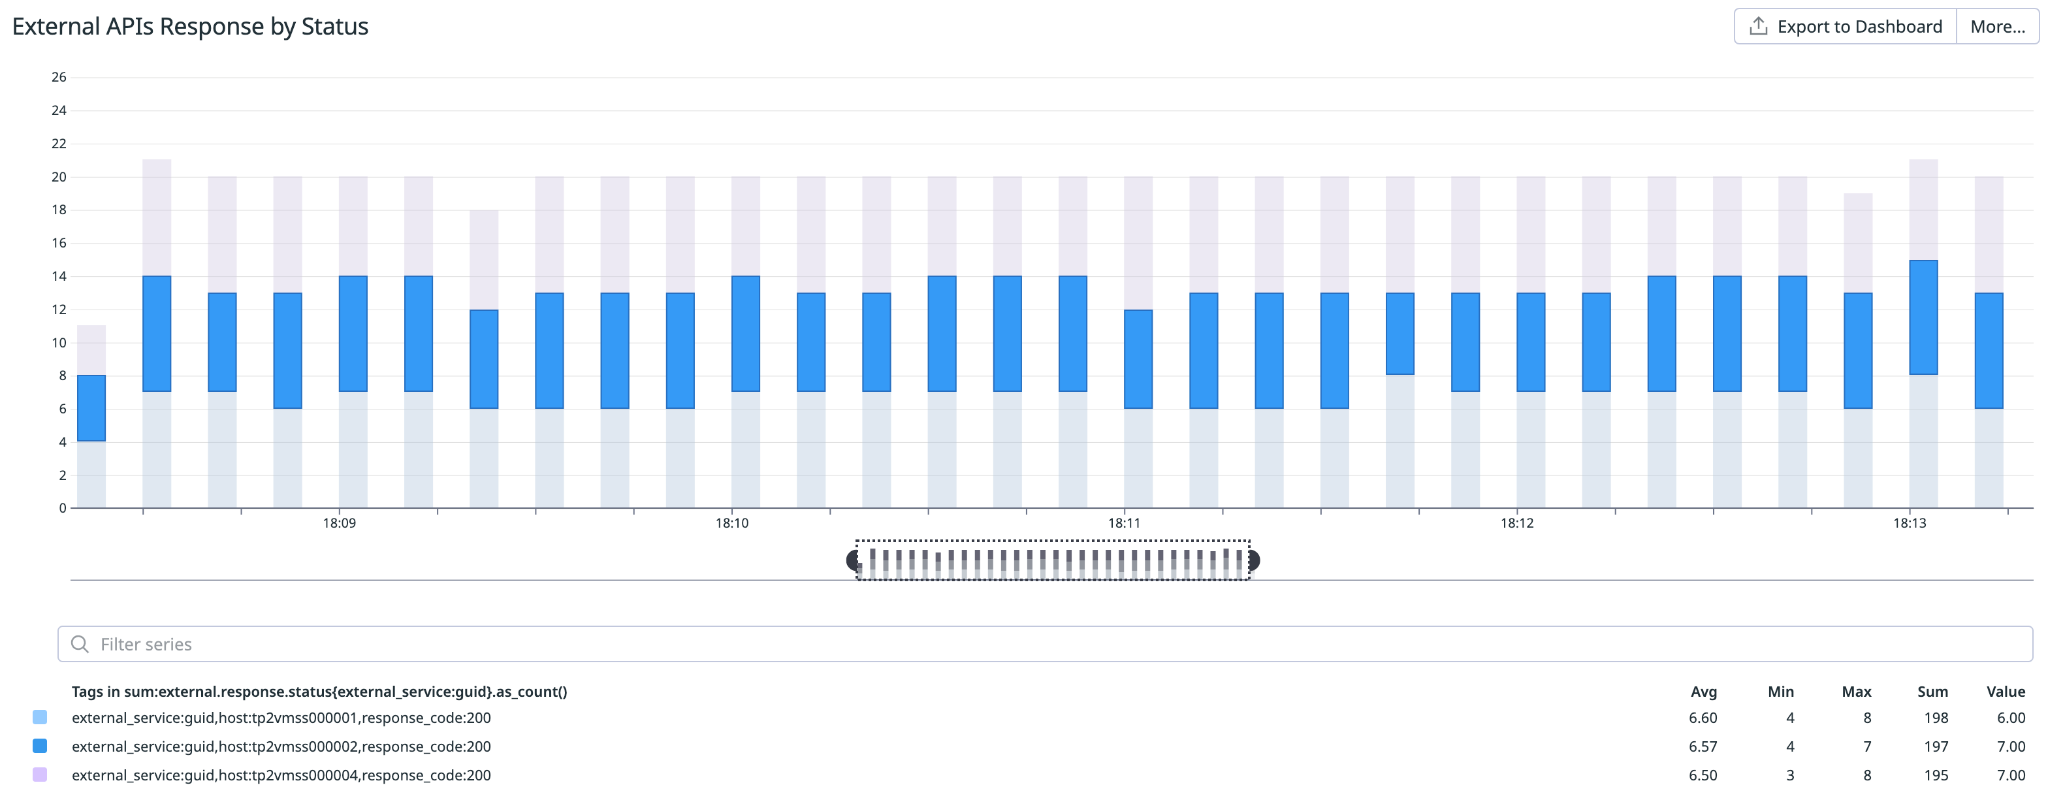 External APIs Response by Status
Export to Dashboard More...
26
24
22
20
18
16
14
12
10
8
6
4
2
0
18:09 18:10 18:11 18:12 18:13
Filter series
Tags in sum:external.response.status{external_service:guid}.as_count() Avg Min Max Sum Value
external_service:guid,host:tp2vmss000001,response_code:200 6.60 4 8 198 6.00
external_service:guid,host:tp2vmss000002,response_code:200 6.57 4 7 197 7.00
external_service:guid,host:tp2vmss000004,response_code:200 6.50 3 8 195 7.00